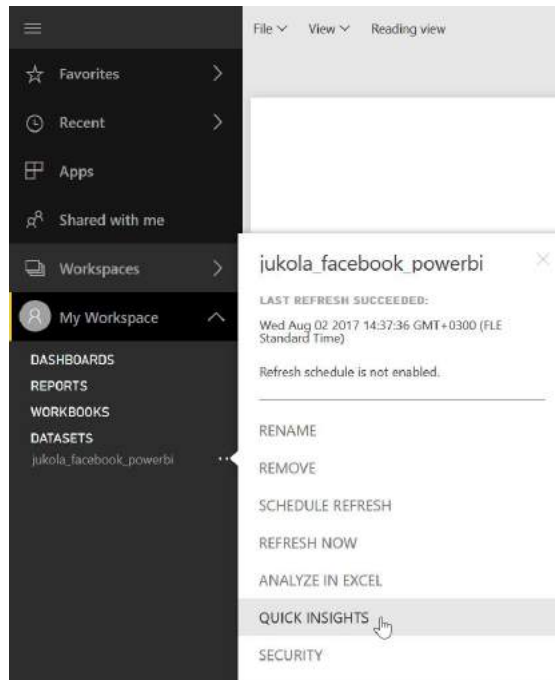 File View Reading view
Favorites
Recent
Apps
Shared with me
Workspaces
My Workspace
DASHBOARDS
REPORTS
WORKBOOKS
DATASETS
jukola_facebook_powerbi
jukola_facebook_powerbi
LAST REFRESH SUCCEEDED:
Wed Aug 02 2017 14:37:36 GMT+0300 (FLE
Standard Time)
Refresh schedule is not enabled.
RENAME
REMOVE
SCHEDULE REFRESH
REFRESH NOW
ANALYZE IN EXCEL
QUICK INSIGHTS
SECURITY